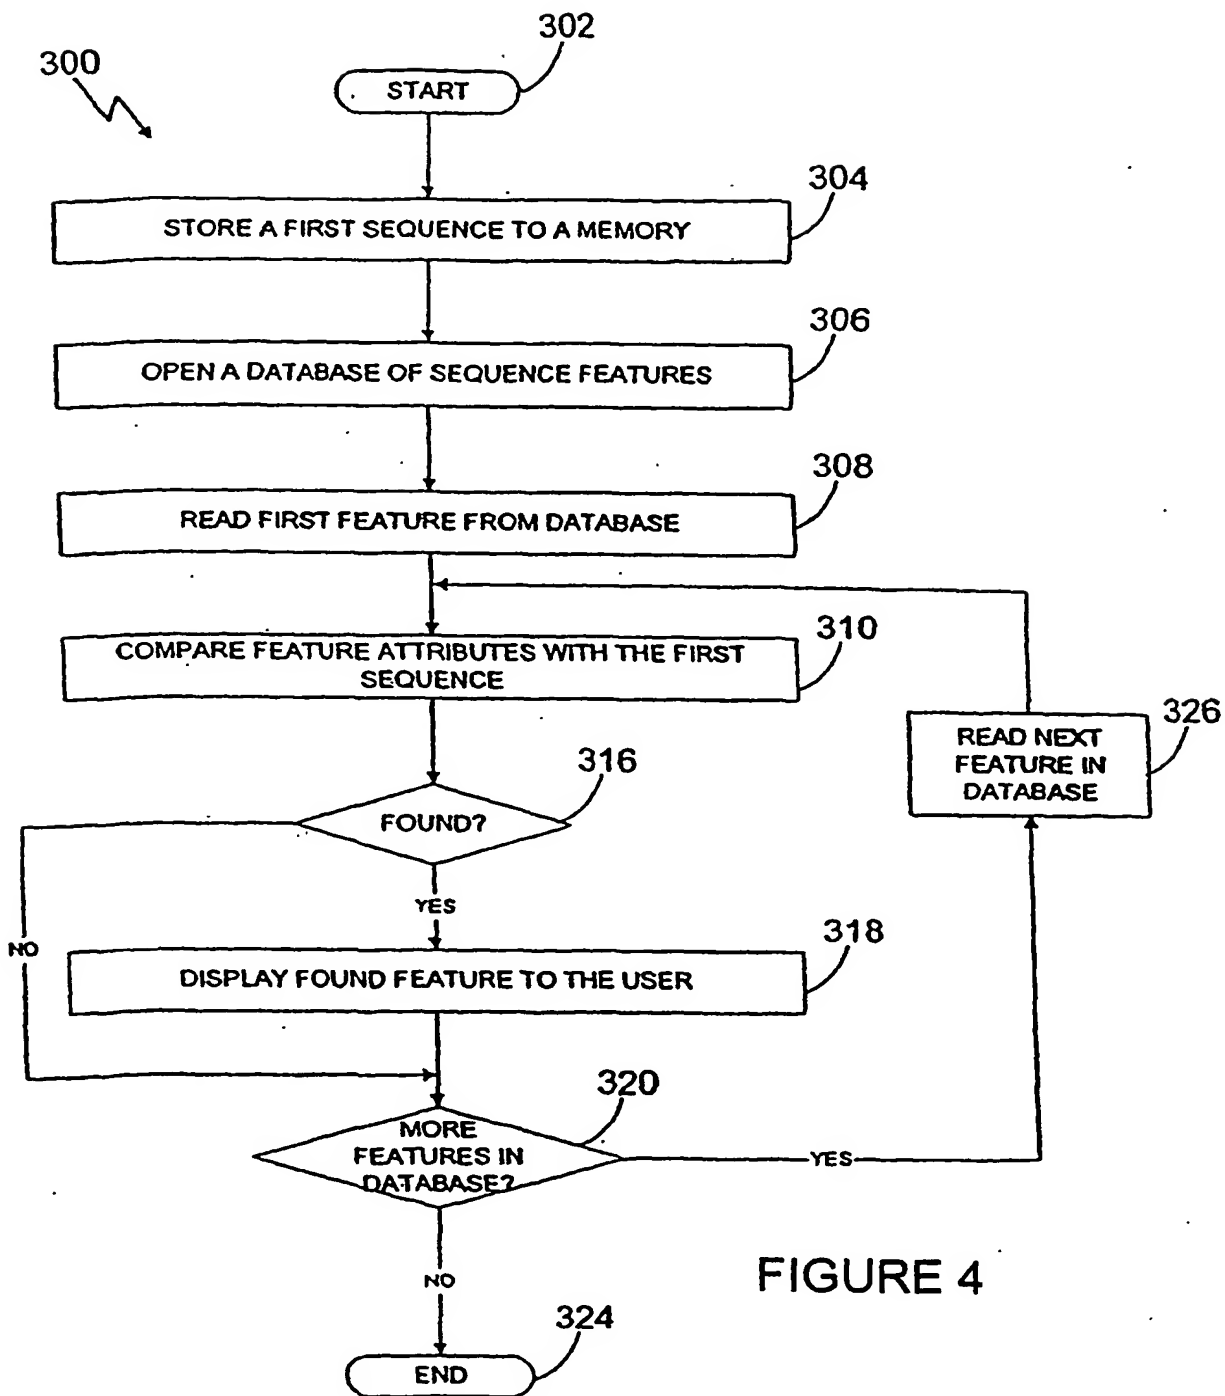 302
300
START
304
STORE A FIRST SEQUENCE TO A MEMORY
306
OPEN A DATABASE OF SEQUENCE FEATURES
308
READ FIRST FEATURE FROM DATABASE
310
COMPARE FEATURE ATTRIBUTES WITH THE FIRST
SEQUENCE
326
READ NEXT
FEATURE IN
DATABASE
316
FOUND?
YES
NO
318
DISPLAY FOUND FEATURE TO THE USER
320
MORE
FEATURES IN
DATABASE?
YES
NO
FIGURE 4
324
END